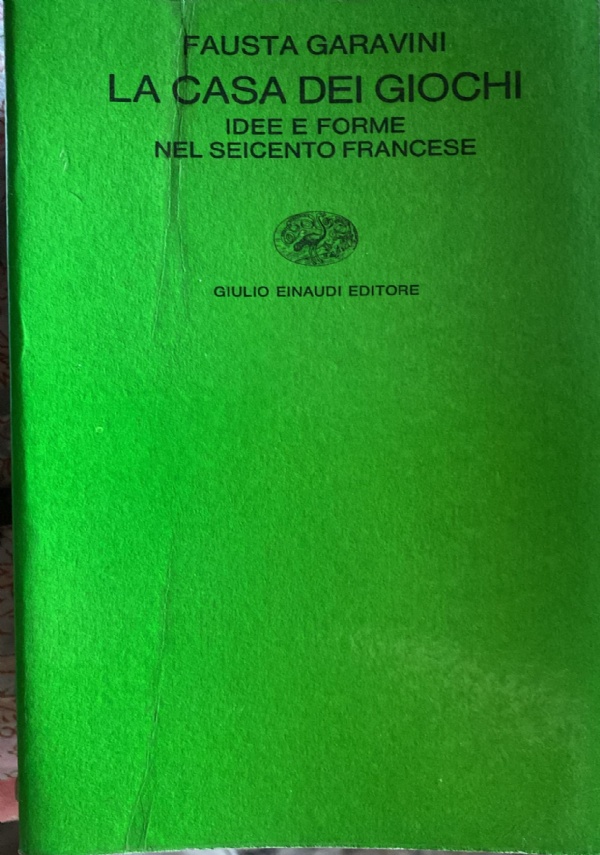 FAUSTA GARAVINI
LA CASA DEI GIOCHI
IDEE E FORME
NEL SEICENTO FRANCESE
GIULIO EINAUDI EDITORE